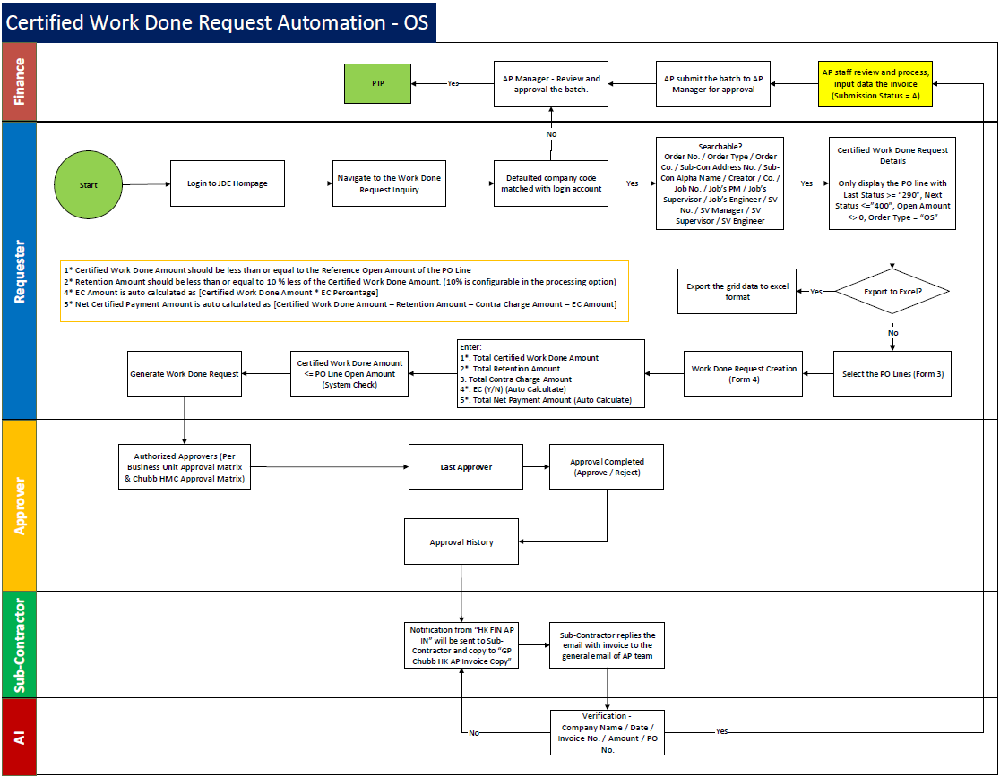 Certified Work Done Request Automation - OS
Finance
PTP
Yes
AP Manager - Review and
approval the batch.
AP submit the batch to AP
Manager for approval
AP staff review and process,
input data the invoice
(Submission Status = A)
No
Requester
Start
Login to JDE Hompage
Navigate to the Work Done
Request Inquiry
Defaulted company code
matched with login account
Yes
Searchable?
Order No. / Order Type / Order
Co. / Sub-Con Address No. / Sub-
Con Alpha Name / Creator / Co. /
Job No. / Job's PM / Job's
Supervisor / Job's Engineer / SV
No. / SV Manager / SV
Supervisor / SV Engineer
Yes
Certified Work Done Request
Details
Only display the PO line with
Last Status >= "290", Next
Status <="400", Open Amount
<> 0, Order Type = "OS"
1* Certified Work Done Amount should be less than or equal to the Reference Open Amount of the PO Line
2* Retention Amount should be less than or equal to 10 % less of the Certified Work Done Amount. (10% is configurable in the processing option)
4* EC Amount is auto calculated as [Certified Work Done Amount * EC Percentage]
5* Net Certified Payment Amount is auto calculated as [Certified Work Done Amount – Retention Amount – Contra Charge Amount – EC Amount]
Export the grid data to excel
format
Yes
Export to Excel?
No
Generate Work Done Request
Certified Work Done Amount
<= PO Line Open Amount
(System Check)
Enter:
1*. Total Certified Work Done Amount
2*. Total Retention Amount
3. Total Contra Charge Amount
4*. EC (Y/N) (Auto Calcultate)
5*. Total Net Payment Amount (Auto Calculate)
Work Done Request Creation
(Form 4)
Select the PO Lines (Form 3)
Approver
Authorized Approvers (Per
Business Unit Approval Matrix
& Chubb HMC Approval Matrix)
Last Approver
Approval Completed
(Approve / Reject)
Approval History
Sub-Contractor
Notification from "HK FIN AP
IN" will be sent to Sub-
Contractor and copy to "GP
Chubb HK AP Invoice Copy"
Sub-Contractor replies the
email with invoice to the
general email of AP team
AI
No
Verification -
Company Name / Date /
Invoice No. / Amount / PO
No.
Yes